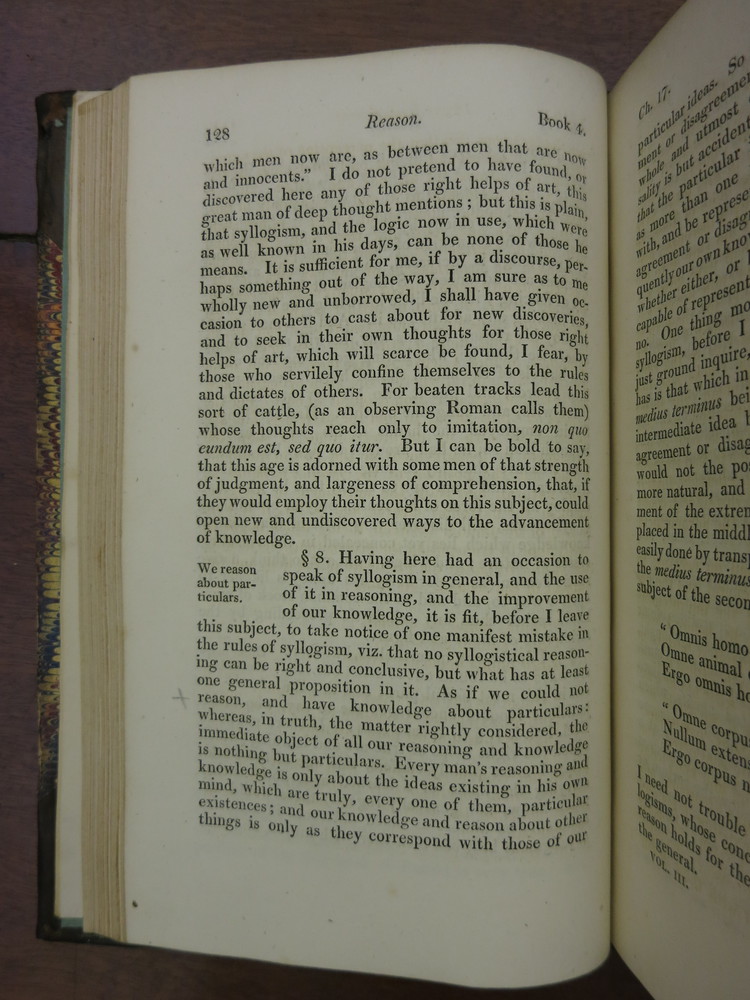 128 Reason. Book 4.
which men now are, as between men that are now
and innocents." I do not pretend to have found, or
discovered here any of those right helps of art, this
great man of deep thought mentions; but this is plain,
that syllogism, and the logic now in use, which were
as well known in his days, can be none of those he
means. It is sufficient for me, if by a discourse, per-
haps something out of the way, I am sure as to me
wholly new and unborrowed, I shall have given oc-
casion to others to cast about for new discoveries,
and to seek in their own thoughts for those right
helps of art, which will scarce be found, I fear, by
those who servilely confine themselves to the rules
and dictates of others. For beaten tracks lead this
sort of cattle, (as an observing Roman calls them)
whose thoughts reach only to imitation, non quo
eundum est, sed quo itur. But I can be bold to say,
that this age is adorned with some men of that strength
of judgment, and largeness of comprehension, that, if
they would employ their thoughts on this subject, could
open new and undiscovered ways to the advancement
of knowledge.
We reason
about par-
ticulars.
§ 8. Having here had an occasion to
speak of syllogism in general, and the use
of it in reasoning, and the improvement
of our knowledge, it is fit, before I leave
this subject, to take notice of one manifest mistake in
the rules of syllogism, viz. that no syllogistical reason-
ing can be right and conclusive, but what has at least
one general proposition in it. As if we could not
reason, and have knowledge about particulars:
whereas, in truth, the matter rightly considered, the
immediate object of all our reasoning and knowledge
is nothing but particulars. Every man's reasoning and
knowledge is only about the ideas existing in his own
mind, which are truly, every one of them, particular
existences; and our knowledge and reason about other
things is only as they correspond with those of our
Ch. 17.
particular ideas. So
ment or disagreemen
whole and utmost
sality is but accident
that the particular
as more than one
with, and be represe
agreement or disag
quently our own kno
whether either, or
capable of represent
no. One thing mo
syllogism, before I
just ground inquire,
has is that which in
medius terminus bei
intermediate idea
agreement or disag
would not the po
more natural, and
ment of the extrem
placed in the middl
easily done by transp
the medius terminus
subject of the secon
"Omnis homo
Omne animal
Ergo omnis ho
"Omne corpu
Nullum extens
Ergo corpus n
I need not trouble
logisms, whose conc
reason holds for the
the general.
VOL. III.